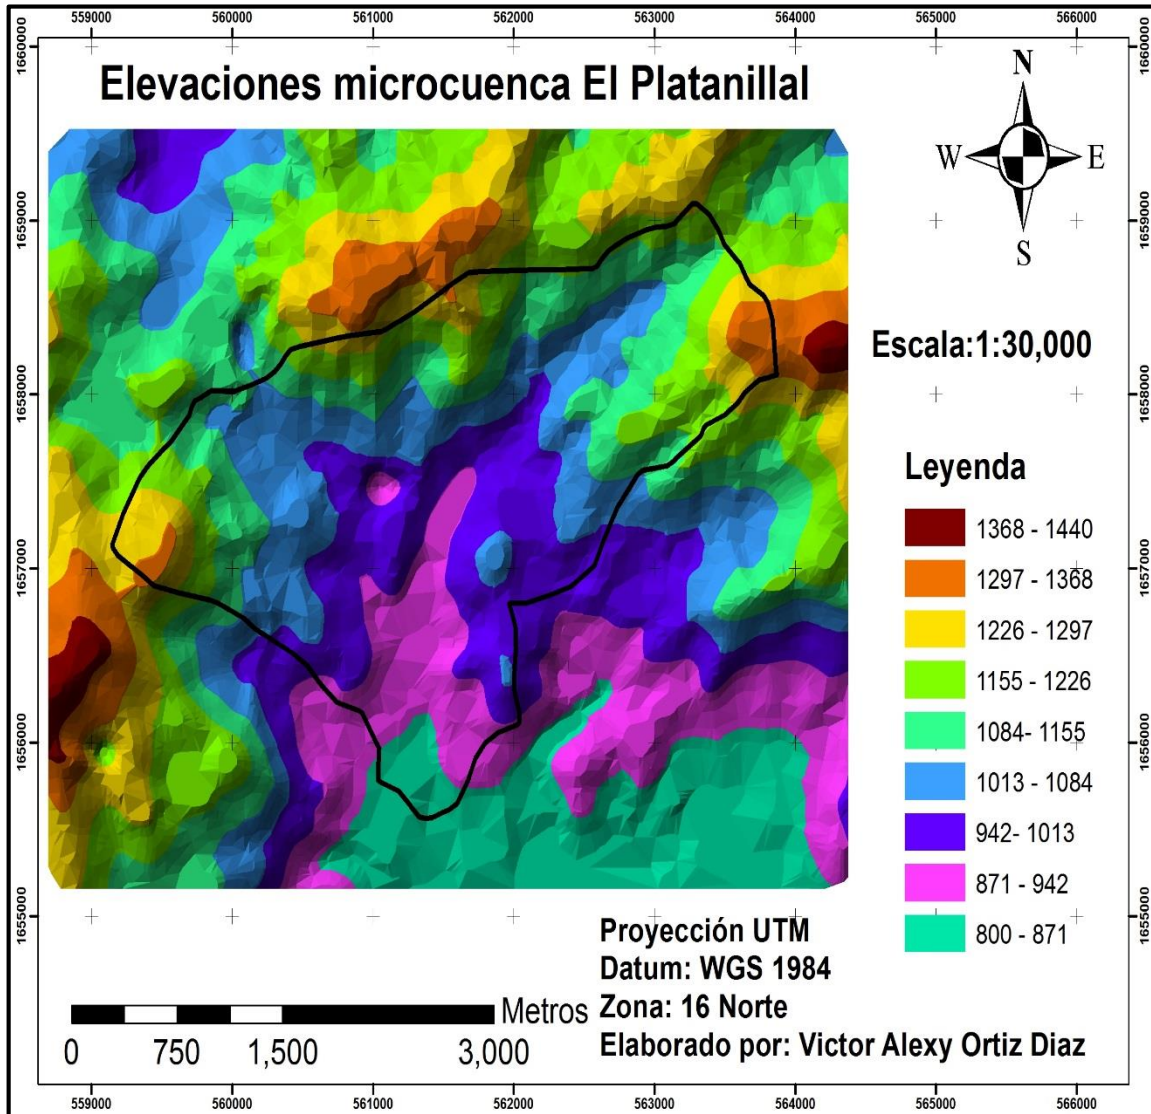 559000 560000 561000 562000 563000 564000 565000 566000
1660000 1660000
Elevaciones microcuenca El Platanillal
N
W E
S
1659000 1659000
Escala:1:30,000
1658000 1658000
Leyenda
1368 - 1440
1297 - 1368
1657000 1657000
1226 - 1297
1155 - 1226
1084- 1155
1656000 1656000
1013 - 1084
942- 1013
871 - 942
800 - 871
1655000 1655000
Proyección UTM
Datum: WGS 1984
Zona: 16 Norte
Elaborado por: Victor Alexy Ortiz Diaz
Metros
0 750 1,500 3,000
559000 560000 561000 562000 563000 564000 565000 566000